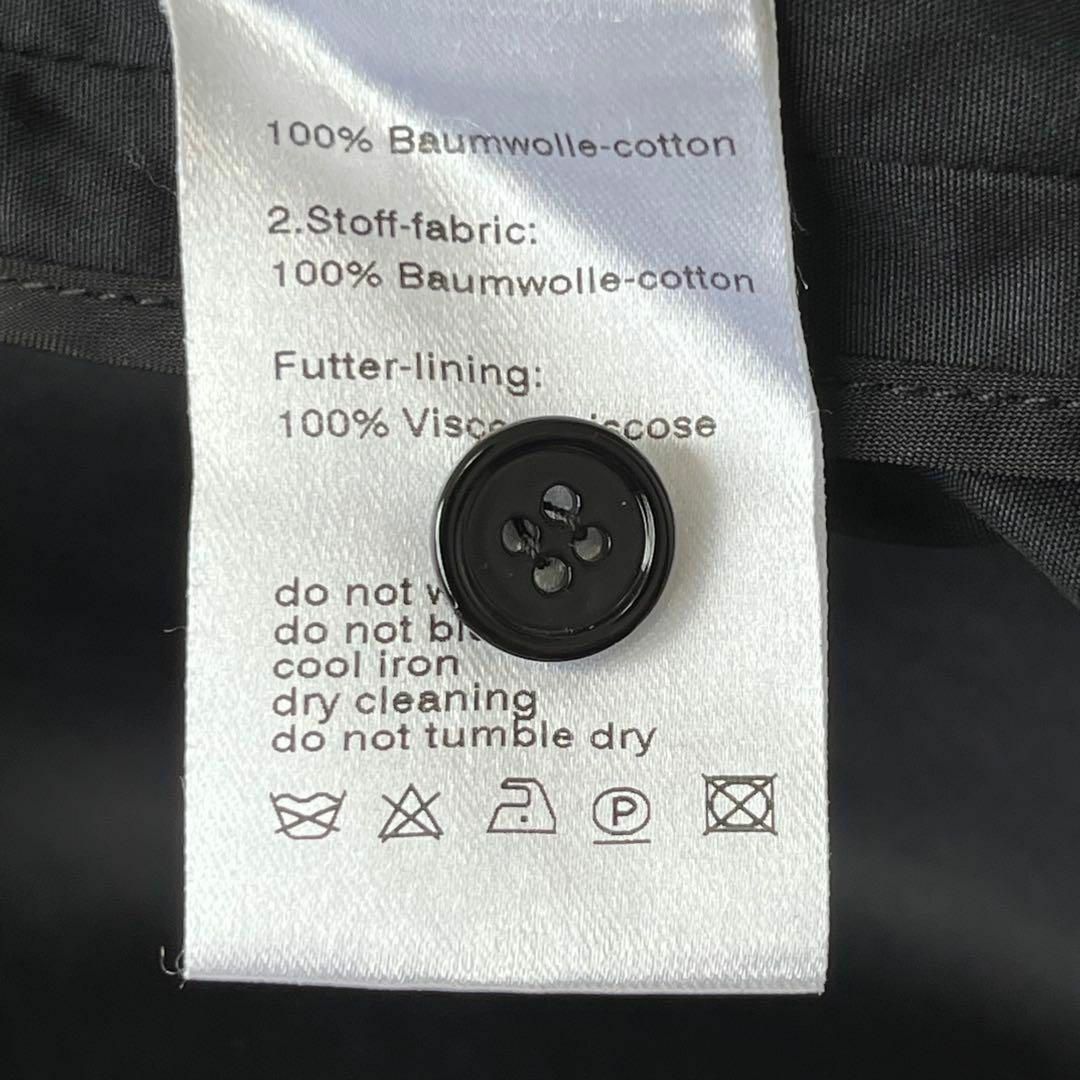 100% Baumwolle-cotton
2.Stoff-fabric:
100% Baumwolle-cotton
Futter-lining:
100%
do not
do not
cool iron
dry cleaning
do not tumble dry
P